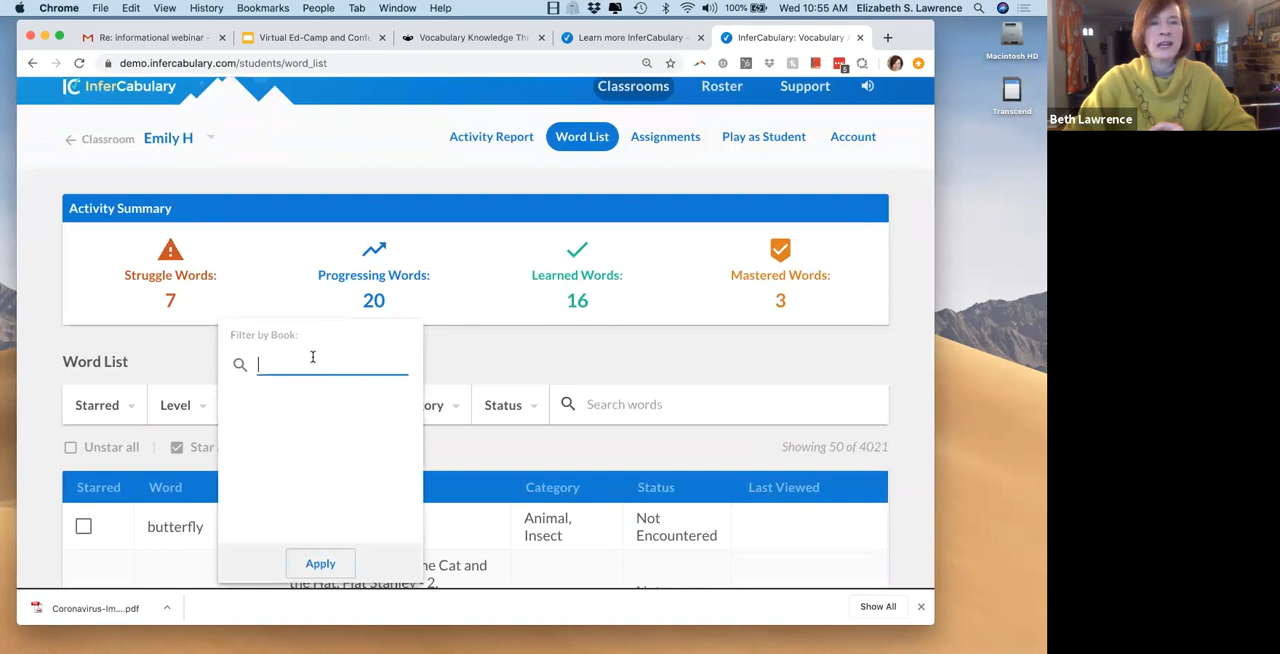 Chrome File Edit View History Bookmarks People Tab Window Help 100% Wed 10:55 AM Elizabeth S. Lawrence
Re: informational webinar - Virtual Ed-Camp and Conf Vocabulary Knowledge Th Learn more InferCabulary - InferCabulary: Vocabulary
demo.infercabulary.com/students/word_list
5
Macintosh HD
Transcend
Beth Lawrence
IC InferCabulary Classrooms Roster Support
Classroom Emily H Activity Report Word List Assignments Play as Student Account
Activity Summary
Struggle Words: Progressing Words: Learned Words: Mastered Words:
7 20 16 3
Filter by Book:
Word List
Starred Level ory Status Search words
Unstar all Star Showing 50 of 4021
Starred Word Category Status Last Viewed
butterfly Animal, Insect Not Encountered
Apply
he Cat and
the Hat, Flat Stanley - 2,
Coronavirus-Im....pdf Show All